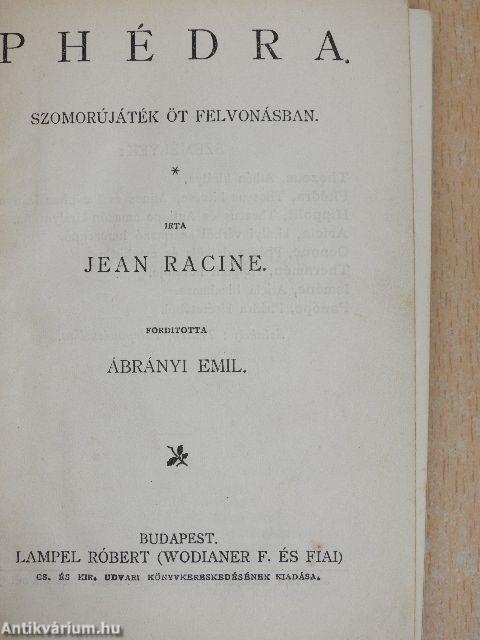 PHÉDRA.
SZOMORÚJÁTÉK ÖT FELVONÁSBAN.
*
IRTA
JEAN RACINE.
FORDITOTTA
ÁBRÁNYI EMIL.
BUDAPEST.
LAMPEL RÓBERT (WODIANER F. ÉS FIAI)
CS. ÉS KIR. UDVARI KÖNYVKERESKEDÉSÉNEK KIADÁSA.
Antikvárium.hu